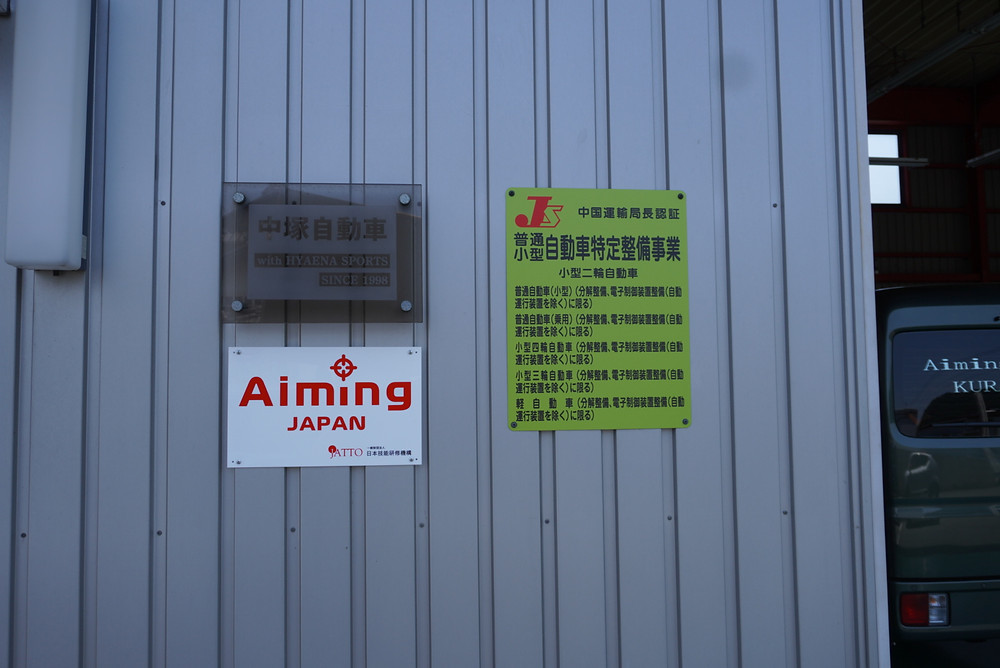 中塚自動車
with HYAENA SPORTS
SINCE 1998
Aiming
JAPAN
JATTO 一般財団法人 日本技能研修機構
JS 中国運輸局長認証
普通 小型 自動車特定整備事業
小型二輪自動車
普通自動車(小型)(分解整備、電子制御装置整備(自動
運行装置を除く)に限る)
普通自動車(乗用)(分解整備、電子制御装置整備(自動
運行装置を除く)に限る)
小型四輪自動車(分解整備、電子制御装置整備(自動
運行装置を除く)に限る)
小型三輪自動車(分解整備、電子制御装置整備(自動
運行装置を除く)に限る)
軽自動車(分解整備、電子制御装置整備(自動
運行装置を除く)に限る)
Aimin
KUR